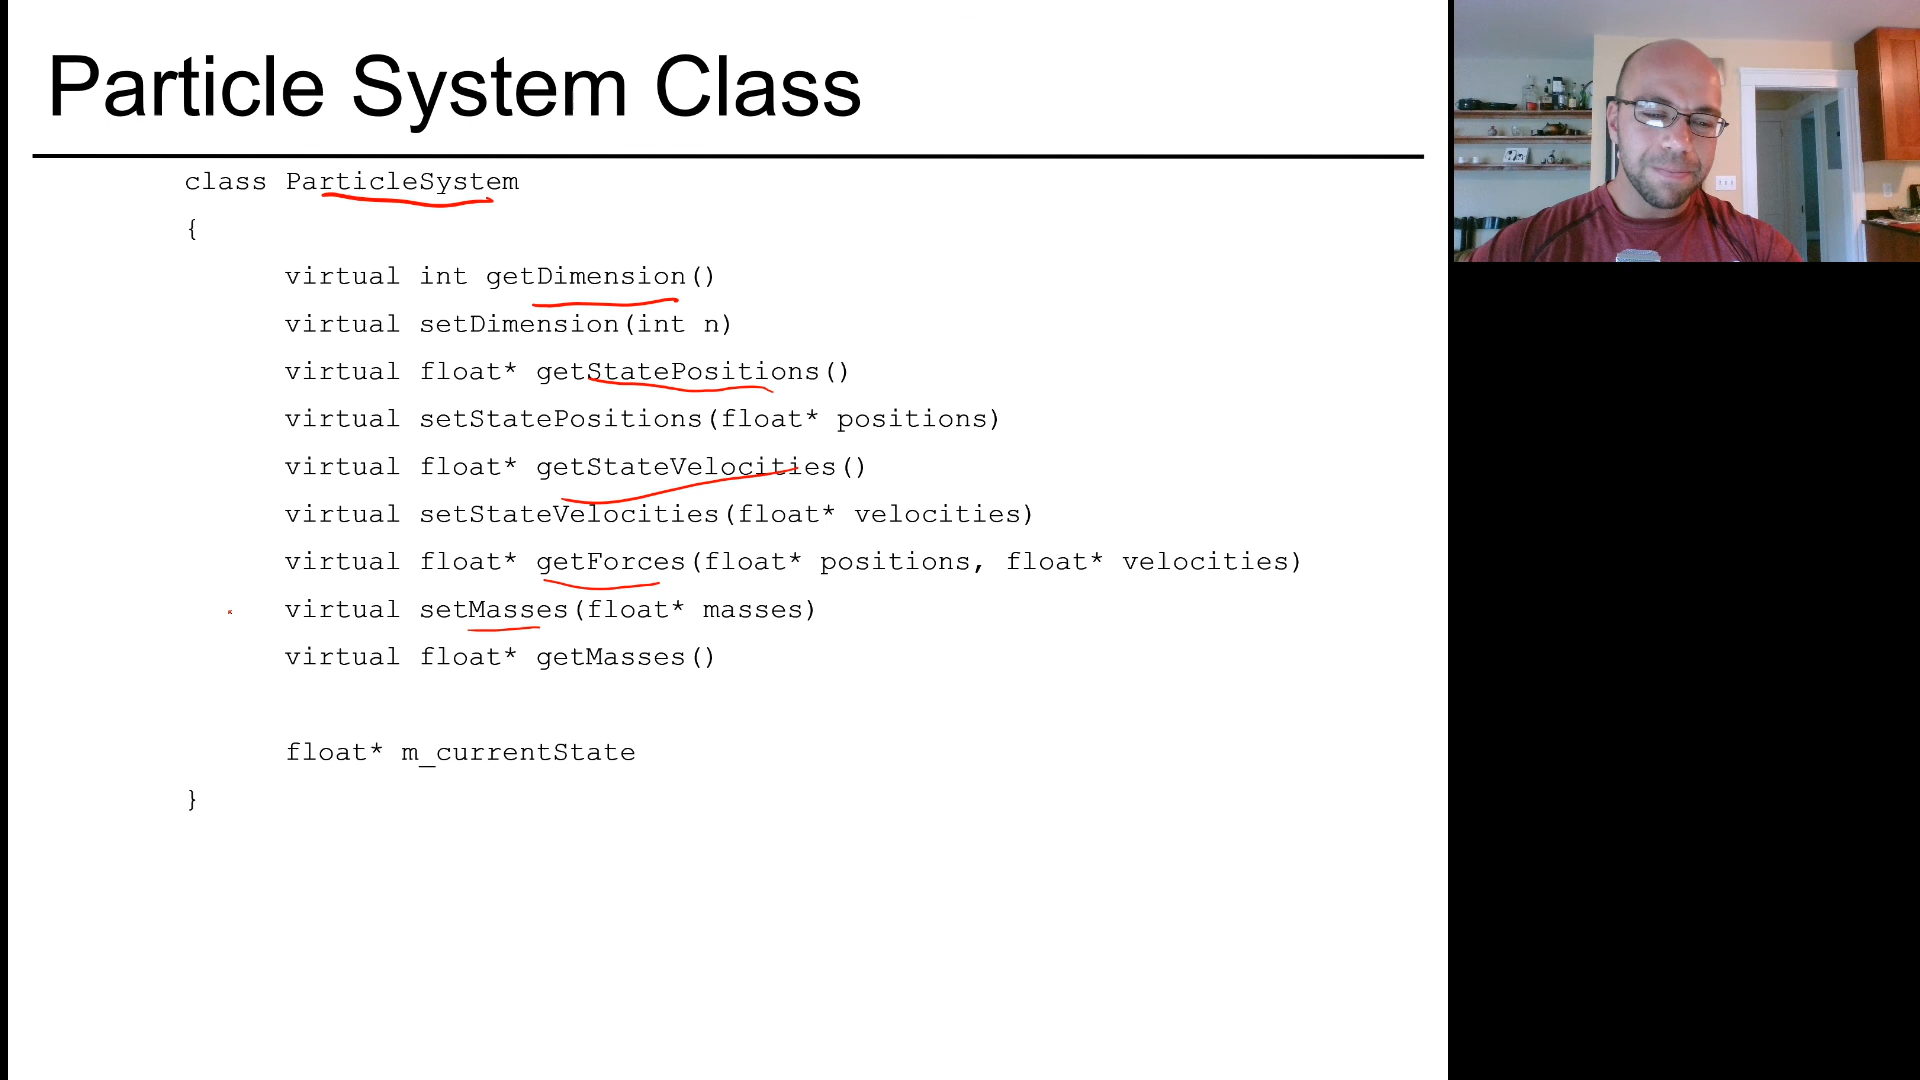 Particle System Class
class ParticleSystem
{
virtual int getDimension()
virtual setDimension(int n)
virtual float* getStatePositions()
virtual setStatePositions(float* positions)
virtual float* getStateVelocities()
virtual setStateVelocities(float* velocities)
virtual float* getForces(float* positions, float* velocities)
virtual setMasses(float* masses)
virtual float* getMasses()
float* m_currentState
}